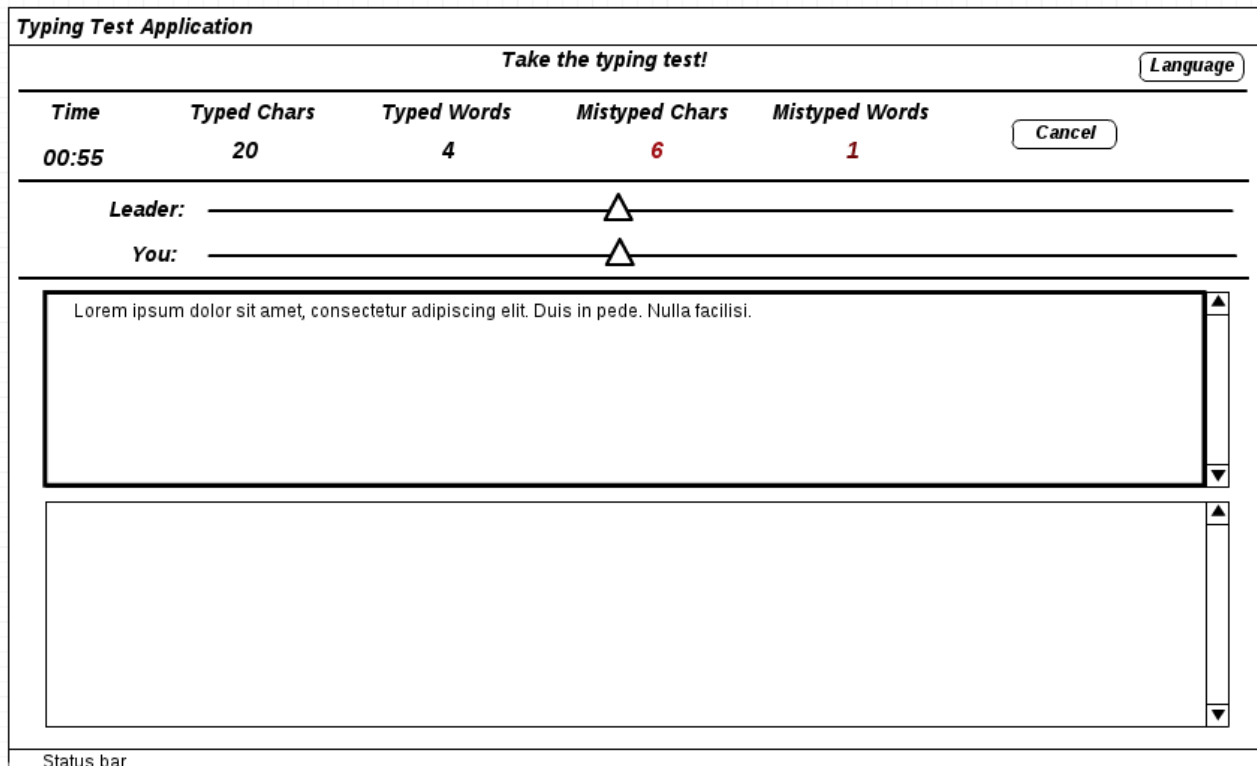 Typing Test Application
Take the typing test!
Language
Time Typed Chars Typed Words Mistyped Chars Mistyped Words
Cancel
00:55 20 4 6 1
Leader:
You:
Lorem ipsum dolor sit amet, consectetur adipiscing elit. Duis in pede. Nulla facilisi.
Status bar